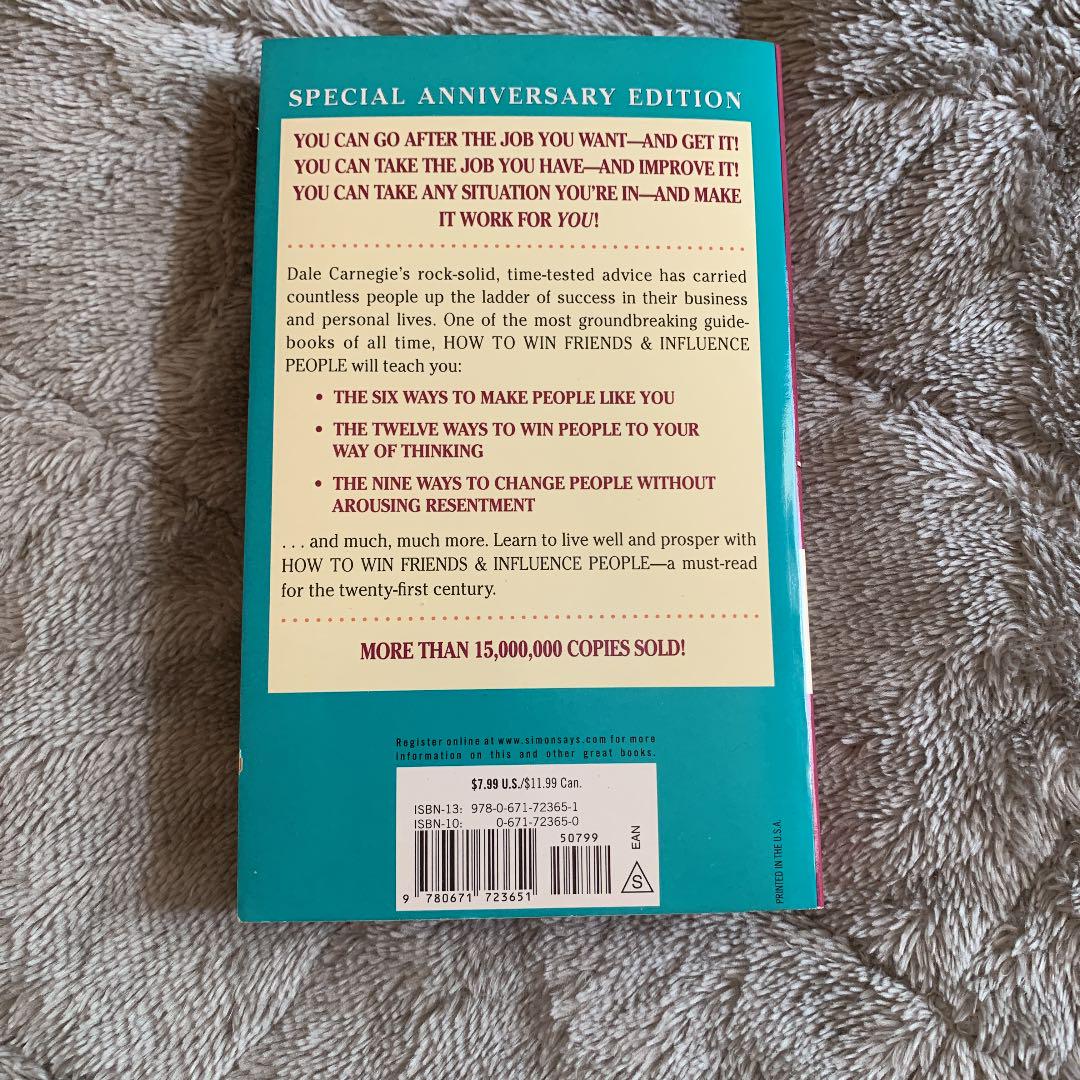 SPECIAL ANNIVERSARY EDITION
YOU CAN GO AFTER THE JOB YOU WANT—AND GET IT!
YOU CAN TAKE THE JOB YOU HAVE—AND IMPROVE IT!
YOU CAN TAKE ANY SITUATION YOU'RE IN—AND MAKE
IT WORK FOR YOU!
Dale Carnegie's rock-solid, time-tested advice has carried
countless people up the ladder of success in their business
and personal lives. One of the most groundbreaking guide-
books of all time, HOW TO WIN FRIENDS & INFLUENCE
PEOPLE will teach you:
• THE SIX WAYS TO MAKE PEOPLE LIKE YOU
• THE TWELVE WAYS TO WIN PEOPLE TO YOUR
WAY OF THINKING
• THE NINE WAYS TO CHANGE PEOPLE WITHOUT
AROUSING RESENTMENT
. . . and much, much more. Learn to live well and prosper with
HOW TO WIN FRIENDS & INFLUENCE PEOPLE—a must-read
for the twenty-first century.
MORE THAN 15,000,000 COPIES SOLD!
Register online at www.simonsays.com for more
information on this and other great books.
$7.99 U.S./$11.99 Can.
ISBN-13: 978-0-671-72365-1
ISBN-10: 0-671-72365-0
50799
9 780671 723651
S
EAN
PRINTED IN THE U.S.A.